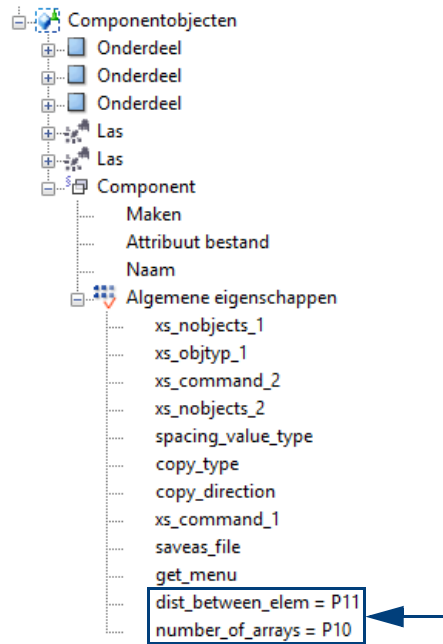 Componentobjecten
Onderdeel
Onderdeel
Onderdeel
Las
Las
§ Component
Maken
Attribuut bestand
Naam
Algemene eigenschappen
xs_nobjects_1
xs_objtyp_1
xs_command_2
xs_nobjects_2
spacing_value_type
copy_type
copy_direction
xs_command_1
saveas_file
get_menu
dist_between_elem = P11
number_of_arrays = P10